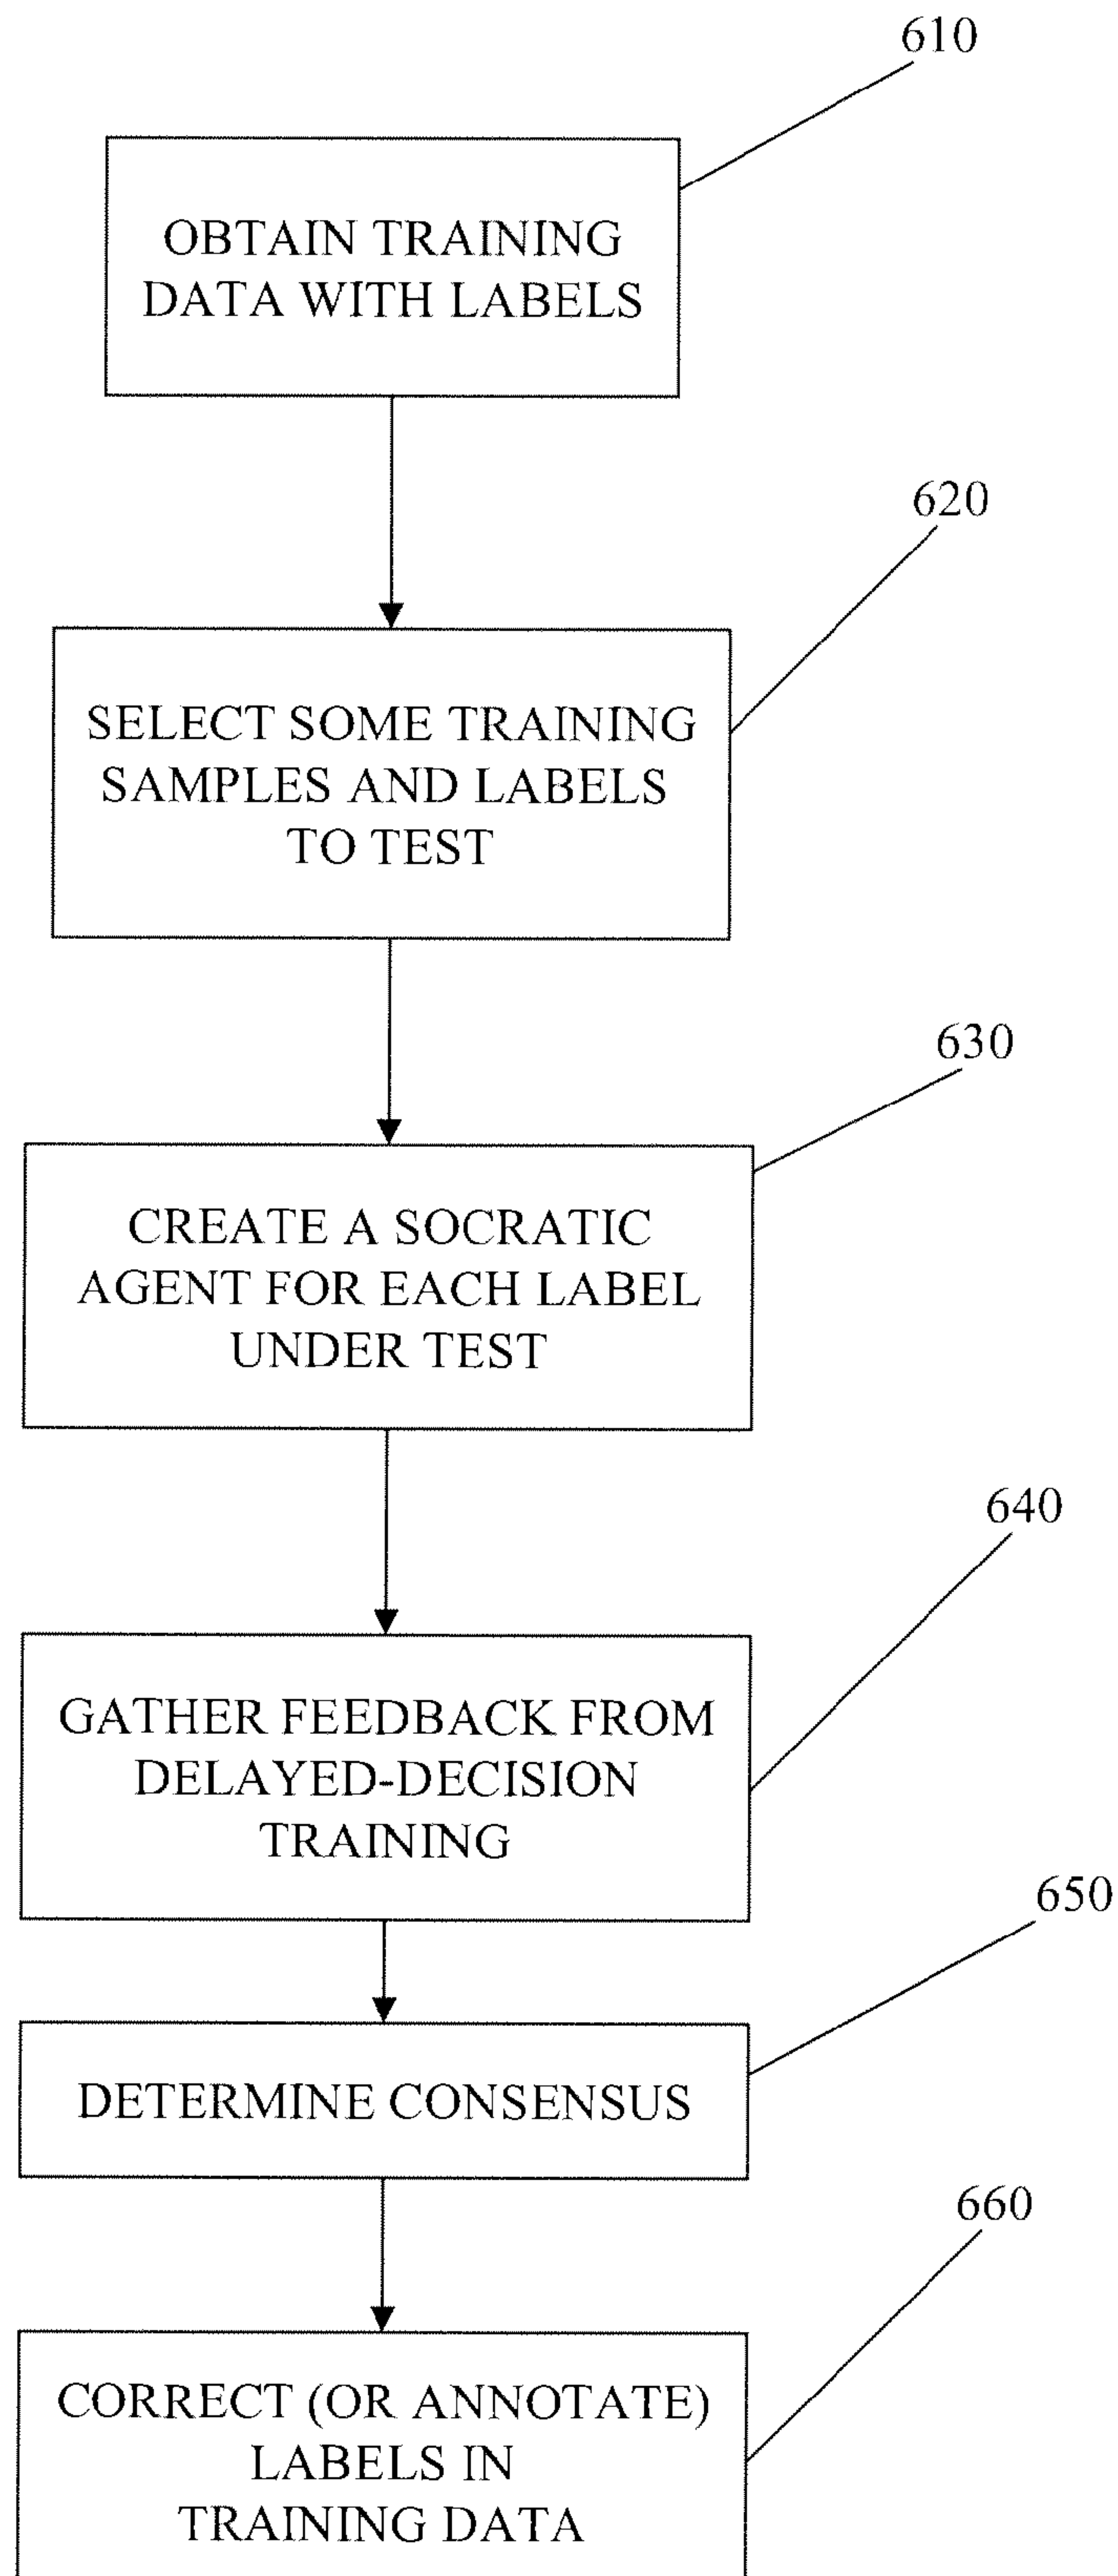 610
OBTAIN TRAINING
DATA WITH LABELS
620
SELECT SOME TRAINING
SAMPLES AND LABELS
TO TEST
630
CREATE A SOCRATIC
AGENT FOR EACH LABEL
UNDER TEST
640
GATHER FEEDBACK FROM
DELAYED-DECISION
TRAINING
650
DETERMINE CONSENSUS
660
CORRECT (OR ANNOTATE)
LABELS IN
TRAINING DATA